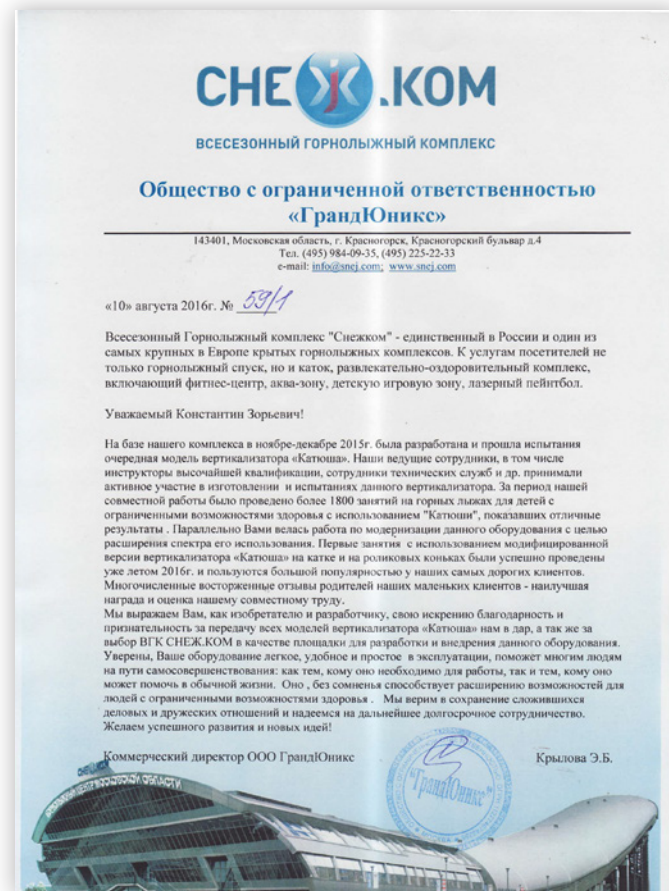 СНЕЖ.КОМ
ВСЕСЕЗОННЫЙ ГОРНОЛЫЖНЫЙ КОМПЛЕКС
Общество с ограниченной ответственностью
«ГрандЮникс»
143401, Московская область, г. Красногорск, Красногорский бульвар д.4
Тел. (495) 984-09-35, (495) 225-22-33
e-mail: info@snej.com; www.snej.com
«10» августа 2016г. № 59/1
Всесезонный Горнолыжный комплекс "Снежком" - единственный в России и один из
самых крупных в Европе крытых горнолыжных комплексов. К услугам посетителей не
только горнолыжный спуск, но и каток, развлекательно-оздоровительный комплекс,
включающий фитнес-центр, аква-зону, детскую игровую зону, лазерный пейнтбол.
Уважаемый Константин Зорьевич!
На базе нашего комплекса в ноябре-декабре 2015г. была разработана и прошла испытания
очередная модель вертикализатора «Катюша». Наши ведущие сотрудники, в том числе
инструкторы высочайшей квалификации, сотрудники технических служб и др. принимали
активное участие в изготовлении и испытаниях данного вертикализатора. За период нашей
совместной работы было проведено более 1800 занятий на горных лыжах для детей с
ограниченными возможностями здоровья с использованием "Катюши", показавших отличные
результаты . Параллельно Вами велась работа по модернизации данного оборудования с целью
расширения спектра его использования. Первые занятия с использованием модифицированной
версии вертикализатора «Катюша» на катке и на роликовых коньках были успешно проведены
уже летом 2016г. и пользуются большой популярностью у наших самых дорогих клиентов.
Многочисленные восторженные отзывы родителей наших маленьких клиентов - наилучшая
награда и оценка нашему совместному труду.
Мы выражаем Вам, как изобретателю и разработчику, свою искрению благодарность и
признательность за передачу всех моделей вертикализатора «Катюша» нам в дар, а так же за
выбор ВГК СНЕЖ.КОМ в качестве площадки для разработки и внедрения данного оборудования.
Уверены, Ваше оборудование легкое, удобное и простое в эксплуатации, поможет многим людям
на пути самосовершенствования: как тем, кому оно необходимо для работы, так и тем, кому оно
может помочь в обычной жизни. Оно , без сомненья способствует расширению возможностей для
людей с ограниченными возможностями здоровья . Мы верим в сохранение сложившихся
деловых и дружеских отношений и надеемся на дальнейшее долгосрочное сотрудничество.
Желаем успешного развития и новых идей!
Коммерческий директор ООО ГрандЮникс Крылова Э.Б.
"ГрандЮникс"